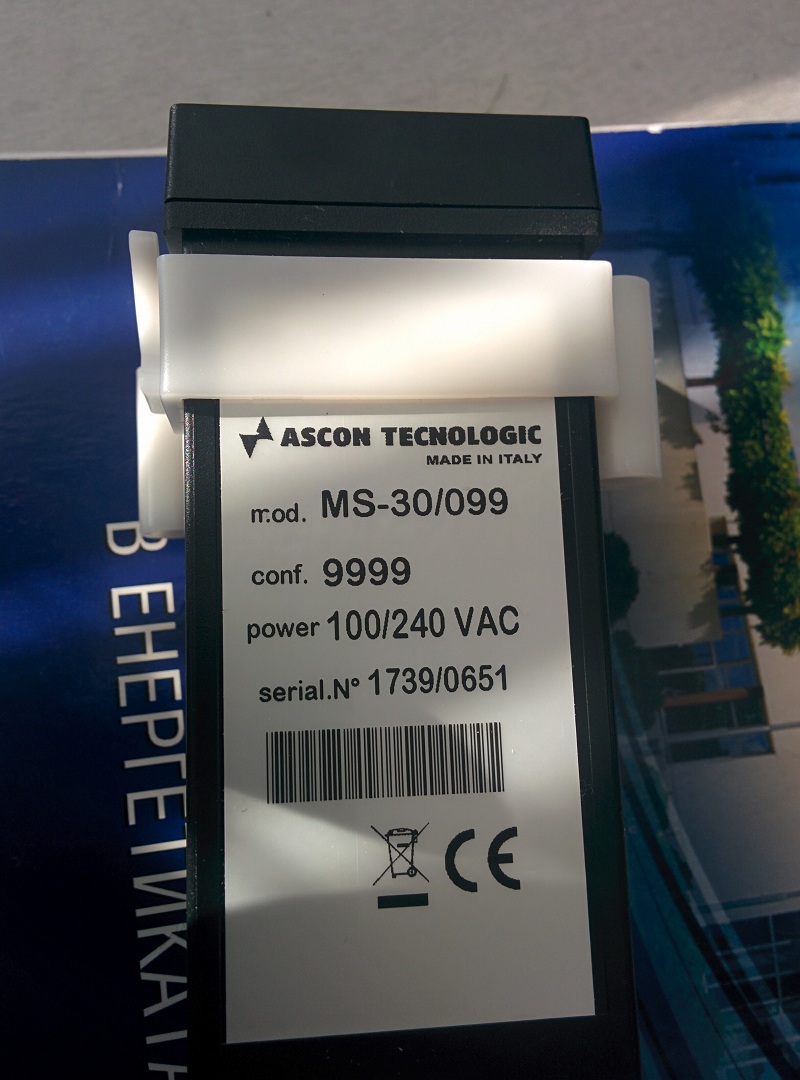 ASCON TECNOLOGIC
MADE IN ITALY
mod. MS-30/099
conf. 9999
power 100/240 VAC
serial.N° 1739/0651
CE
В ЕНЕРГЕТИКАТА